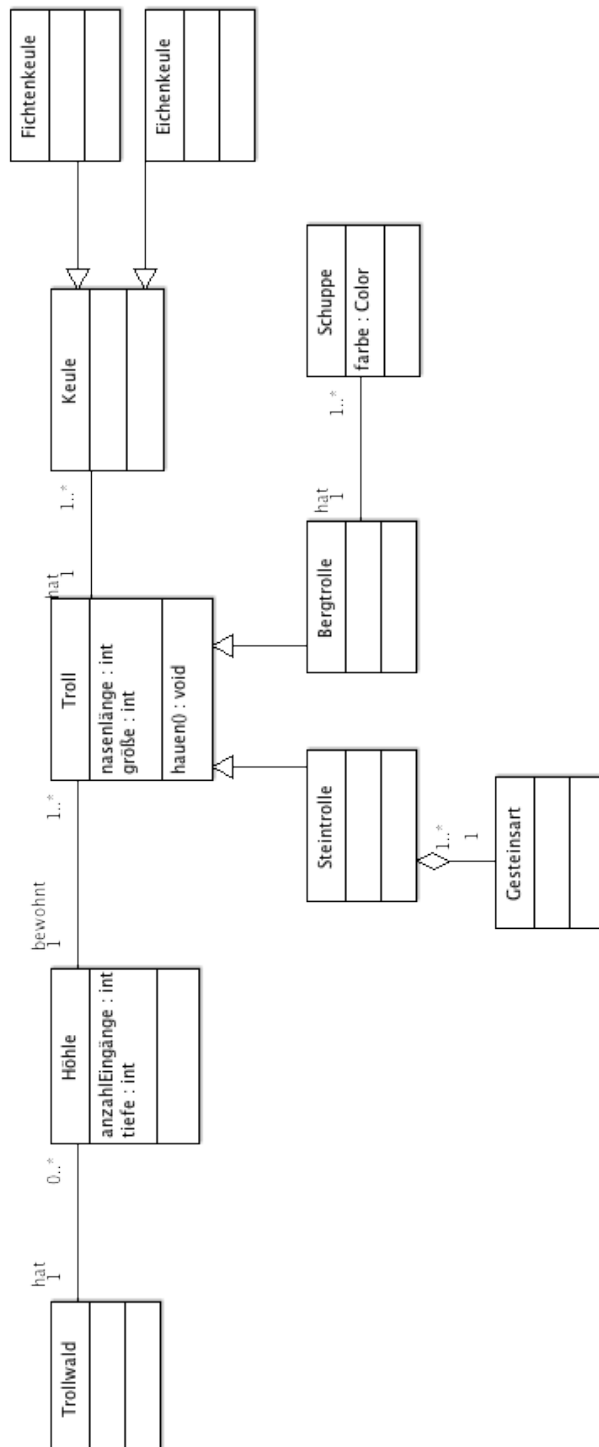 Trollwald
hat
1
0..*
Höhle
anzahlEingänge : int
tiefe : int
bewohnt
1
1..*
Troll
nasenlänge : int
größe : int
hauen() : void
hat
1
1..*
Keule
Fichtenkeule
Eichenkeule
Steintrolle
1..*
1
Gesteinsart
Bergtrolle
hat
1
1..*
Schuppe
farbe : Color